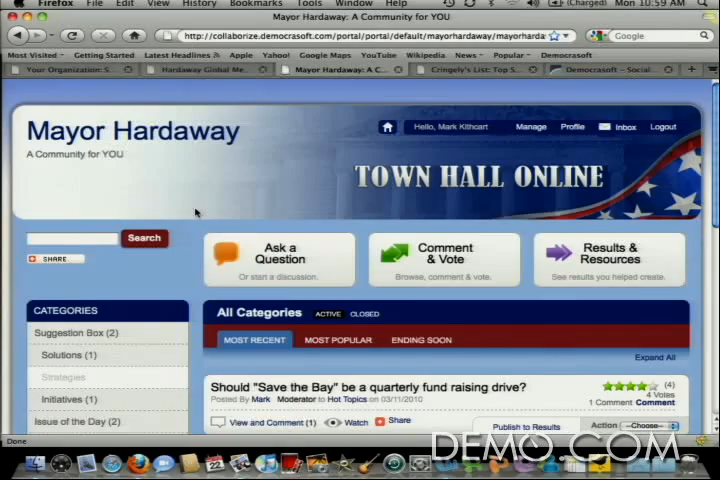 Firefox File Edit View History Bookmarks Tools Window Help (Charged) Mon 10:59 AM
Mayor Hardaway: A Community for YOU
http://collaborize.democrasoft.com/portal/default/mayorhardaway/mayorharda
Google
Most Visited Getting Started Latest Headlines Apple Yahoo! Google Maps YouTube Wikipedia News Popular Democrasoft
Your Organization: S Hardaway Global Me Mayor Hardaway: A C... Cringely's List: Top S... Democrasoft – Social
Mayor Hardaway
A Community for YOU
Hello, Mark Kithcart Manage Profile Inbox Logout
TOWN HALL ONLINE
Search
SHARE
Ask a Question
Or start a discussion.
Comment & Vote
Browse, comment & vote.
Results & Resources
See results you helped create.
CATEGORIES
Suggestion Box (2)
Solutions (1)
Strategies
Initiatives (1)
Issue of the Day (2)
All Categories ACTIVE CLOSED
MOST RECENT MOST POPULAR ENDING SOON
Expand All
Should "Save the Bay" be a quarterly fund raising drive?
(4)
4 Votes
Posted By Mark Moderator to Hot Topics on 03/11/2010
1 Comment Comment
View and Comment (1) Watch Share
Publish to Results Action --Choose--
Done
DEMO.COM
22